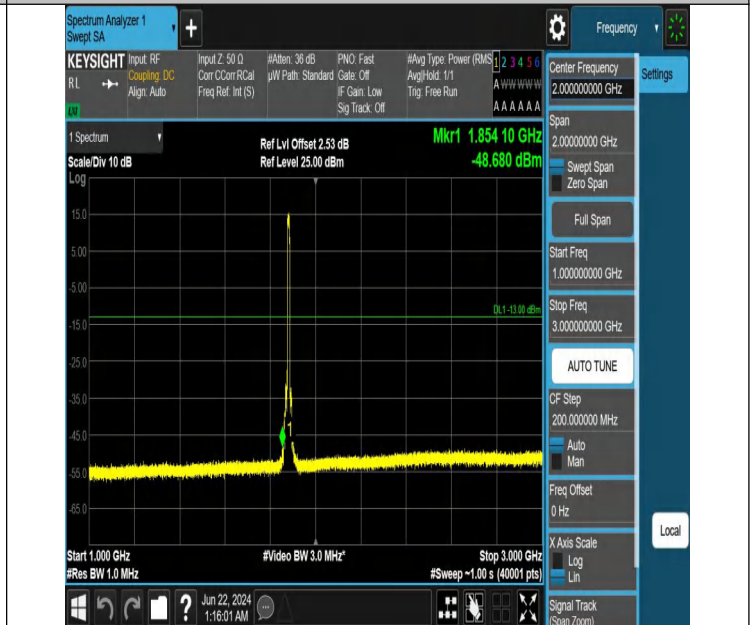 Spectrum Analyzer 1
Swept SA
+
Frequency
KEYSIGHT
RL
Input: RF
Coupling: DC
Align: Auto
Input Z: 50 Ω
Corr CCorr RCal
Freq Ref: Int (S)
#Atten: 36 dB
µW Path: Standard
PNO: Fast
Gate: Off
IF Gain: Low
Sig Track: Off
#Avg Type: Power (RMS
Avg|Hold: 1/1
Trig: Free Run
1 2 3 4 5 6
A W W W W W
A A A A A A
1 Spectrum
Scale/Div 10 dB
Ref Lvl Offset 2.53 dB
Ref Level 25.00 dBm
Mkr1 1.854 10 GHz
-48.680 dBm
Log
15.0
5.00
-5.00
-15.0
-25.0
-35.0
-45.0
-55.0
-65.0
DL1 -13.00 dBm
Start 1.000 GHz
#Res BW 1.0 MHz
#Video BW 3.0 MHz*
Stop 3.000 GHz
#Sweep ~1.00 s (40001 pts)
Center Frequency
2.000000000 GHz
Span
2.00000000 GHz
Swept Span
Zero Span
Full Span
Start Freq
1.000000000 GHz
Stop Freq
3.000000000 GHz
AUTO TUNE
CF Step
200.000000 MHz
Auto
Man
Freq Offset
0 Hz
X Axis Scale
Log
Lin
Signal Track
(Span Zoom)
Settings
Local
?
Jun 22, 2024
1:16:01 AM